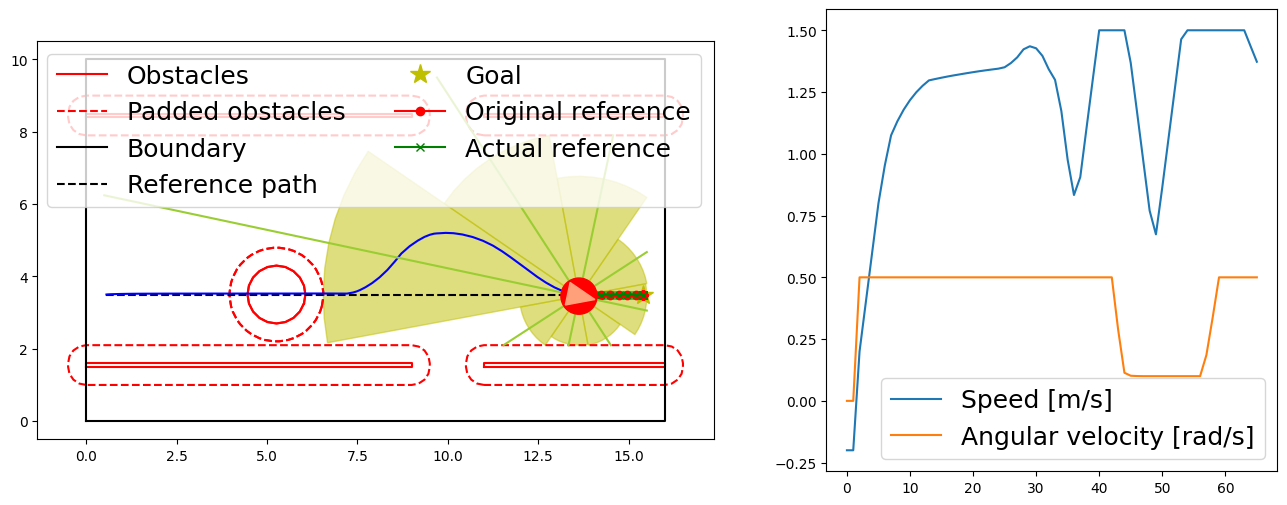 Obstacles
Padded obstacles
Boundary
Reference path
Goal
Original reference
Actual reference
10
8
6
4
2
0
0.0 2.5 5.0 7.5 10.0 12.5 15.0
1.50
1.25
1.00
0.75
0.50
0.25
0.00
−0.25
Speed [m/s]
Angular velocity [rad/s]
0 10 20 30 40 50 60